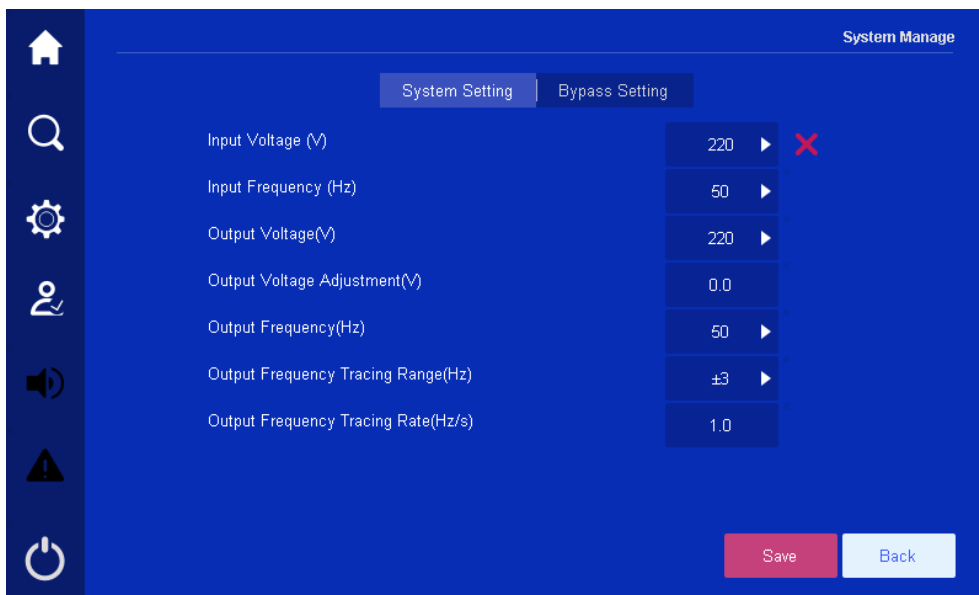 System Manage
System Setting Bypass Setting
Input Voltage (V) 220
Input Frequency (Hz) 50
Output Voltage(V) 220
Output Voltage Adjustment(V) 0.0
Output Frequency(Hz) 50
Output Frequency Tracing Range(Hz) ±3
Output Frequency Tracing Rate(Hz/s) 1.0
Save Back